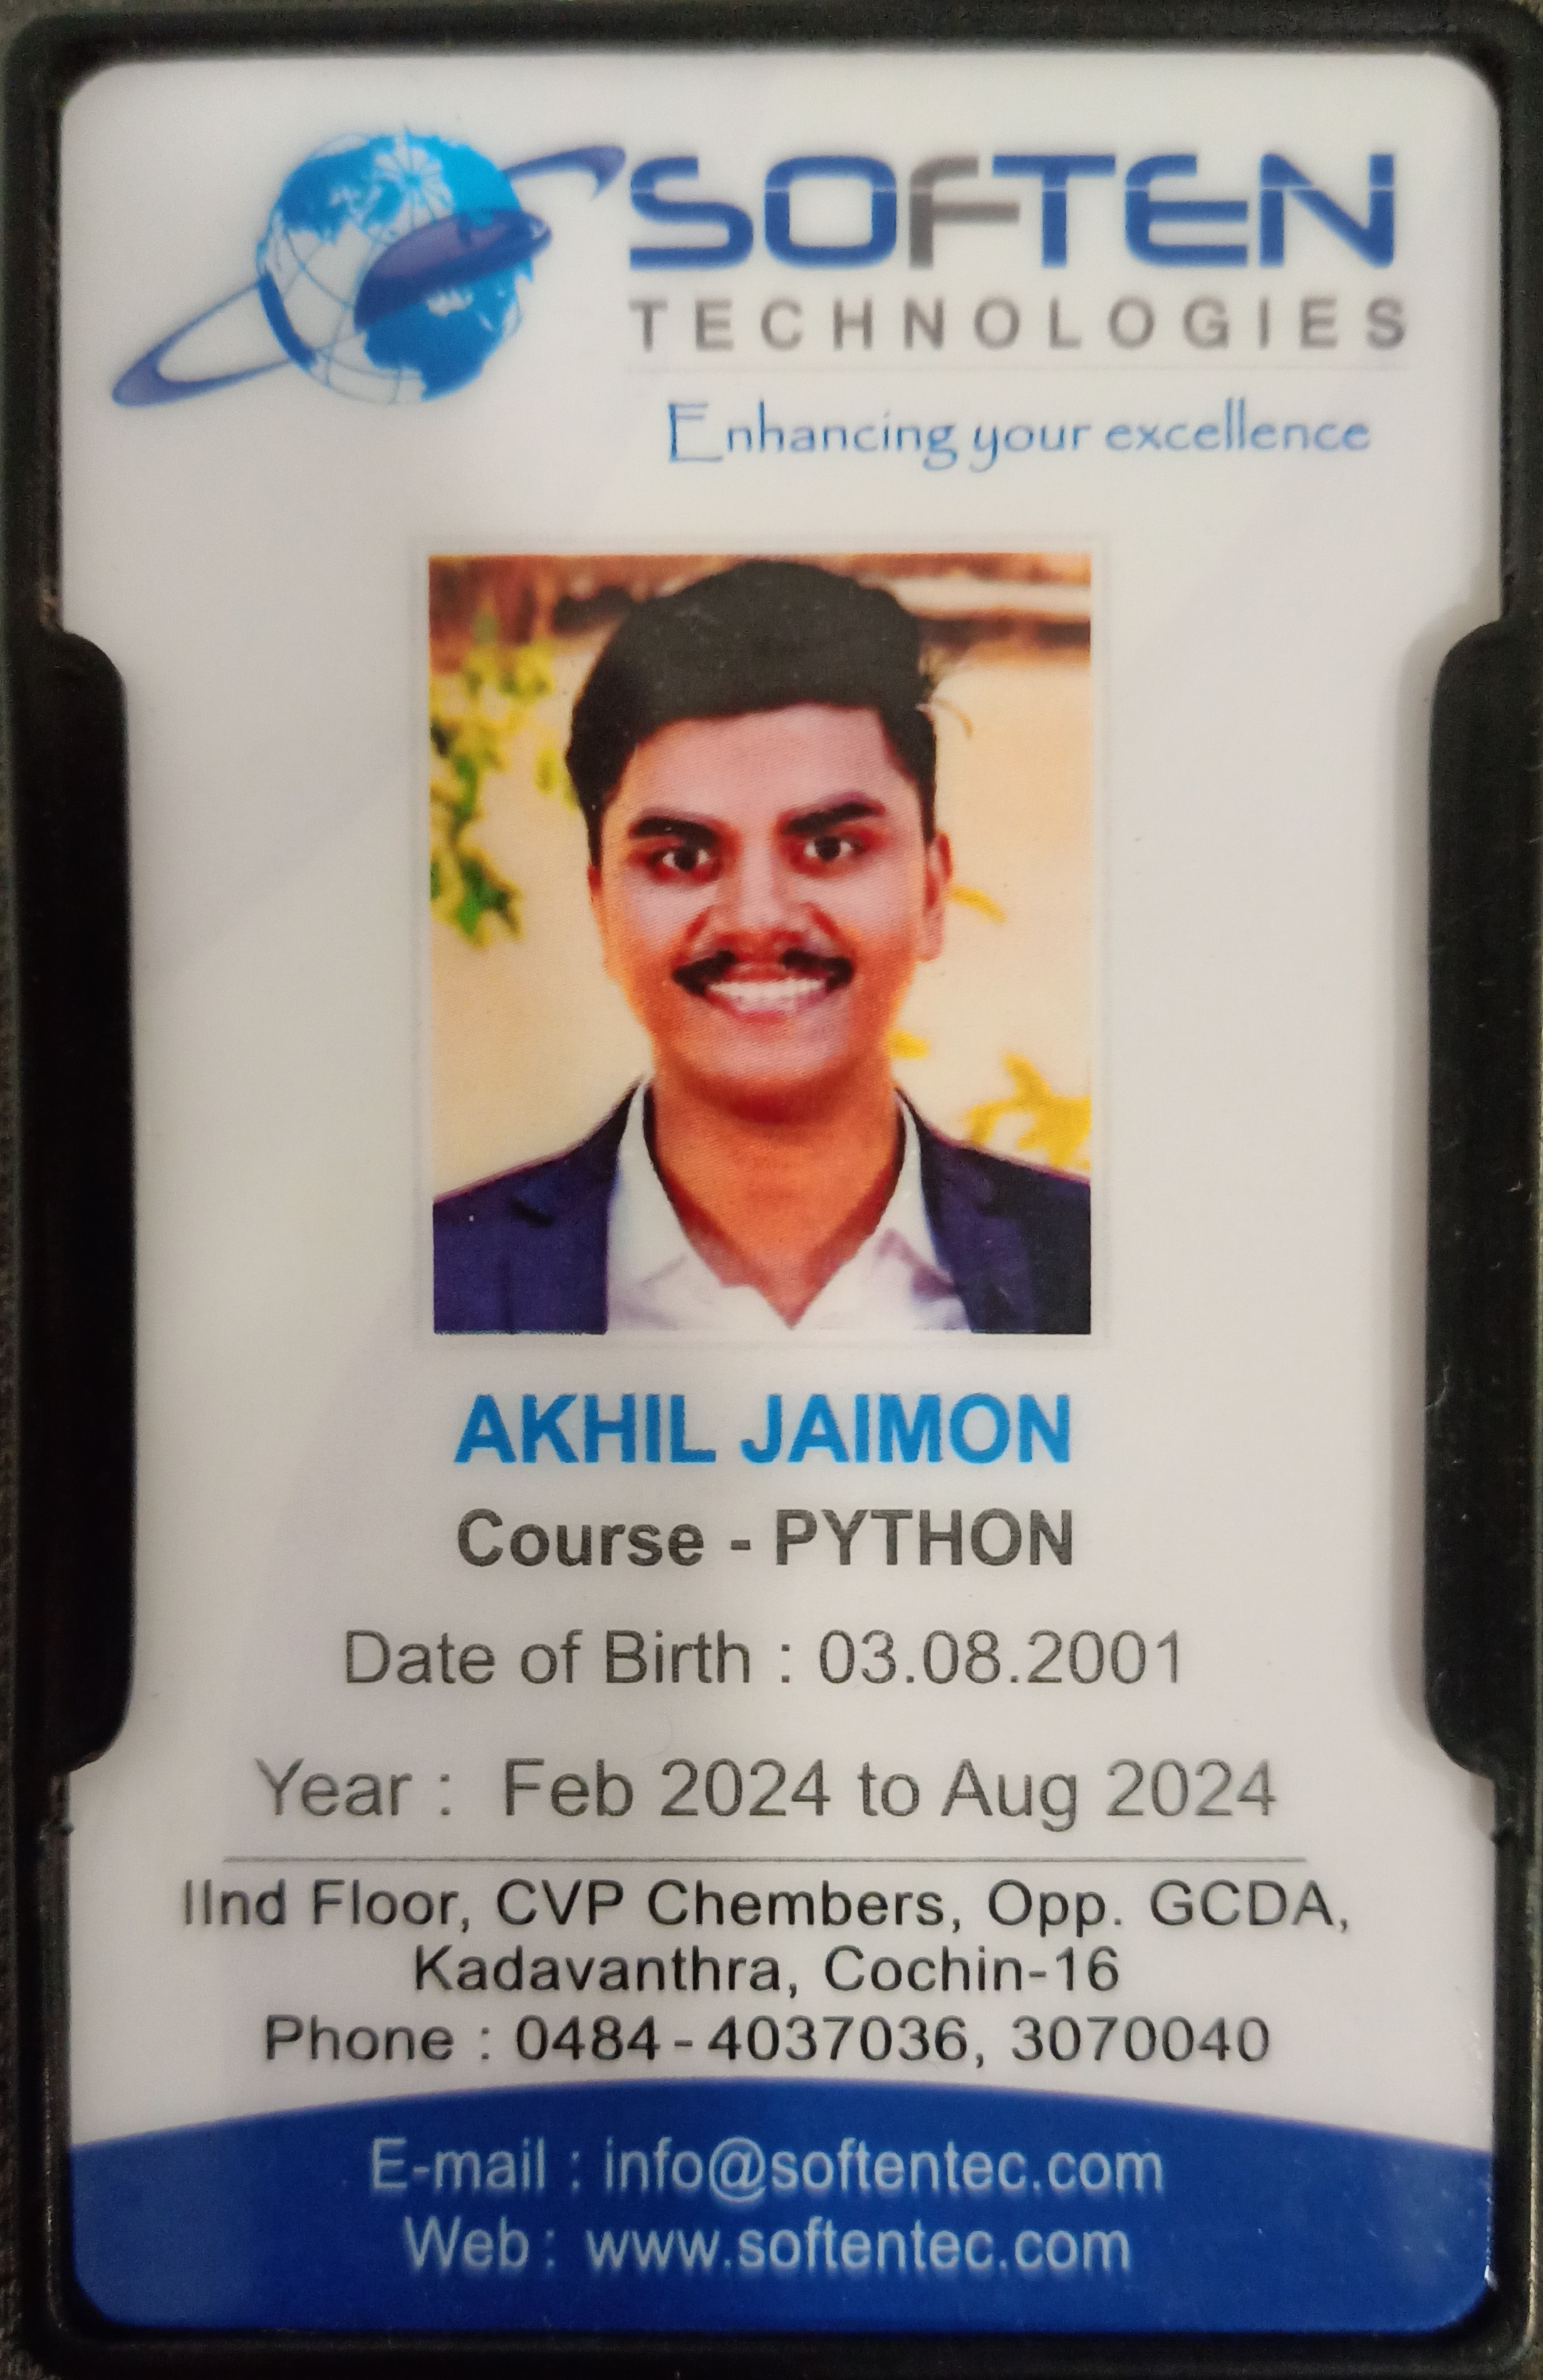 SOFTEN
TECHNOLOGIES
Enhancing your excellence
AKHIL JAIMON
Course - PYTHON
Date of Birth : 03.08.2001
Year : Feb 2024 to Aug 2024
IInd Floor, CVP Chembers, Opp. GCDA,
Kadavanthra, Cochin-16
Phone : 0484 - 4037036, 3070040
E-mail : info@softentec.com
Web : www.softentec.com